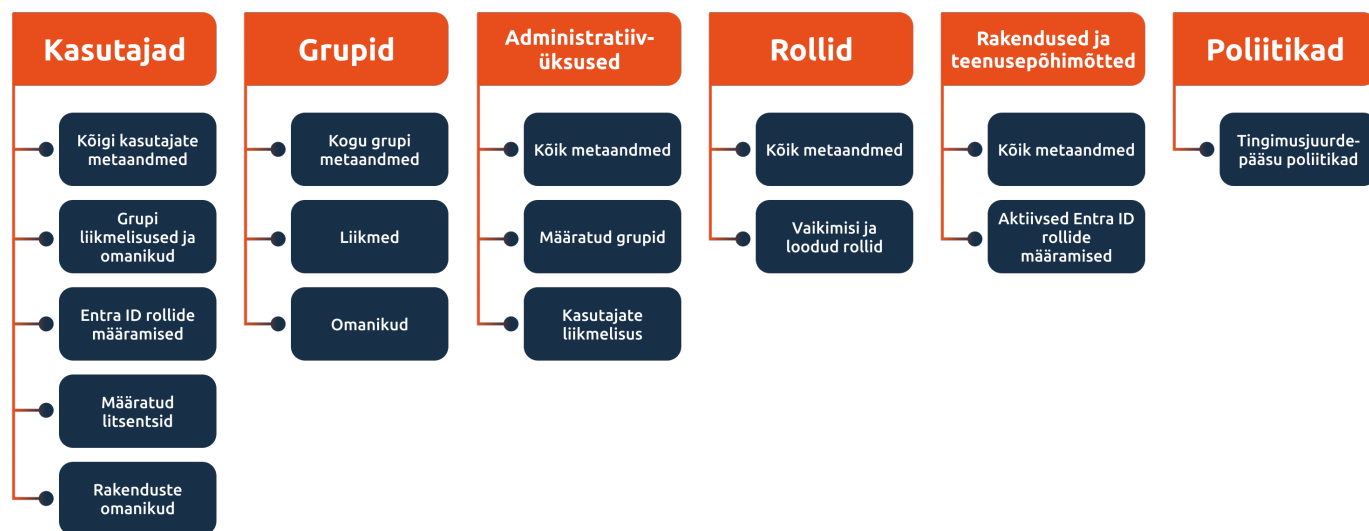 Kasutajad
Kõigi kasutajate
metaandmed
Grupi
liikmelisused ja
omanikud
Entra ID rollide
määramised
Määratud
litsentsid
Rakenduste
omanikud
Grupid
Kogu grupi
metaandmed
Liikmed
Omanikud
Administratiiv-
üksused
Kõik metaandmed
Määratud grupid
Kasutajate
liikmelisus
Rollid
Kõik metaandmed
Vaikimisi ja
loodud rollid
Rakendused ja
teenusepõhimõtted
Kõik metaandmed
Aktiivsed Entra ID
rollide
määramised
Poliitikad
Tingimusjuurde-
pääsu poliitikad